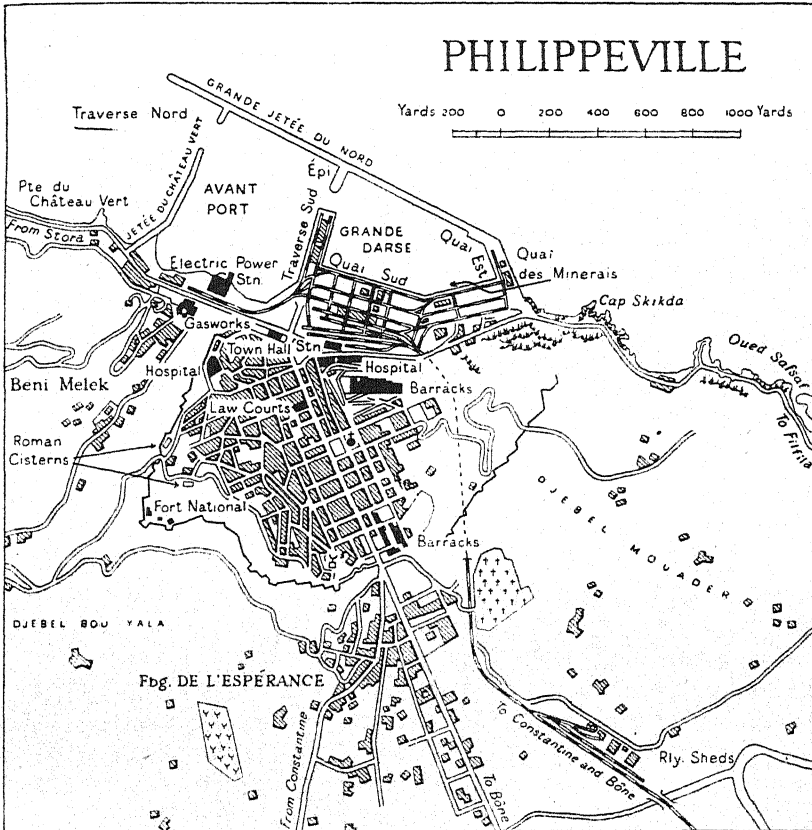 PHILIPPEVILLE
Yards 200 0 200 400 600 800 1000 Yards
GRANDE JETÉE DU NORD
Traverse Nord
JETÉE DU CHÂTEAU VERT
Épi
Pte du
Château Vert
AVANT
PORT
From Stora
Traverse Sud
GRANDE
DARSE
Quai Est
Quai
des Minerais
Quai Sud
Electric Power
Stn.
Cap Skikda
Gasworks
Town Hall
Stn
Oued Safsaf
Hospital
Hospital
Beni Melek
Barracks
Law Courts
To Filfila
Roman
Cisterns
Fort National
DJEBEL MOUADER
Barracks
DJEBEL BOU YALA
Fbg. DE L'ESPÉRANCE
From Constantine
To Bône
To Constantine and Bône
Rly. Sheds